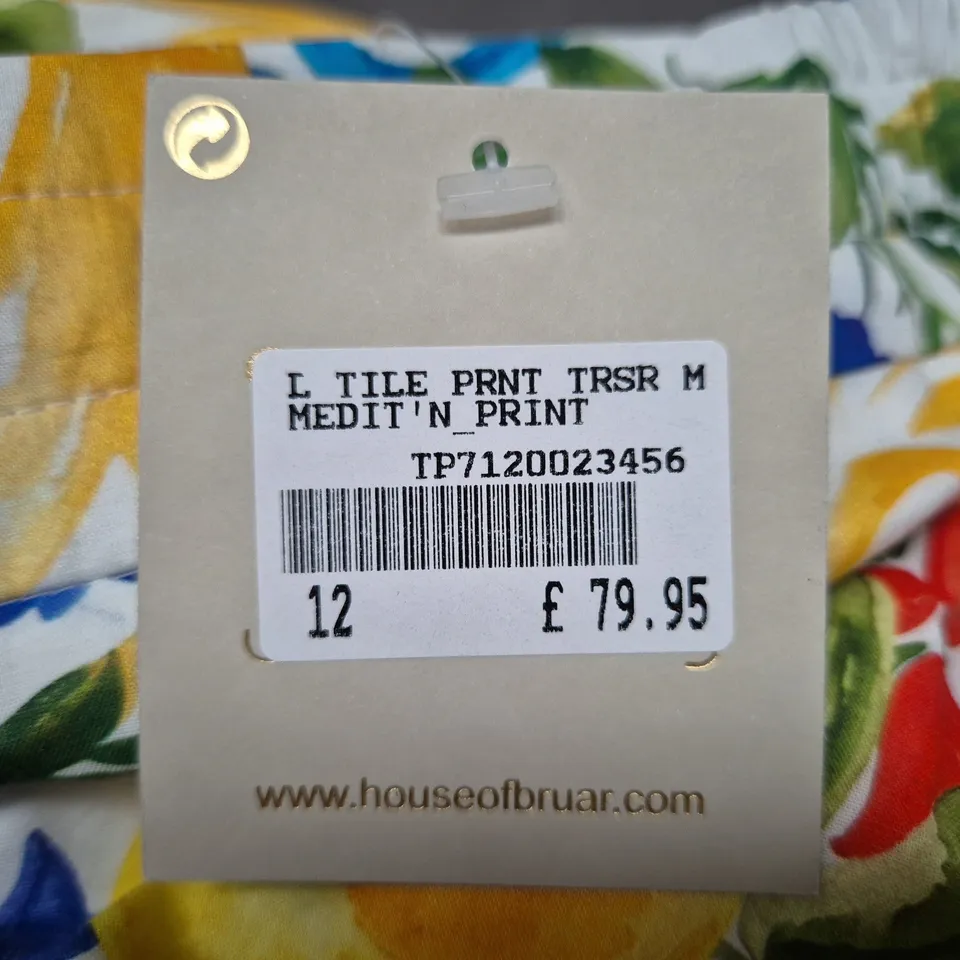 L TILE PRNT TRSR M
MEDIT'N_PRINT
TP7120023456
12 £ 79.95
www.houseofbruar.com